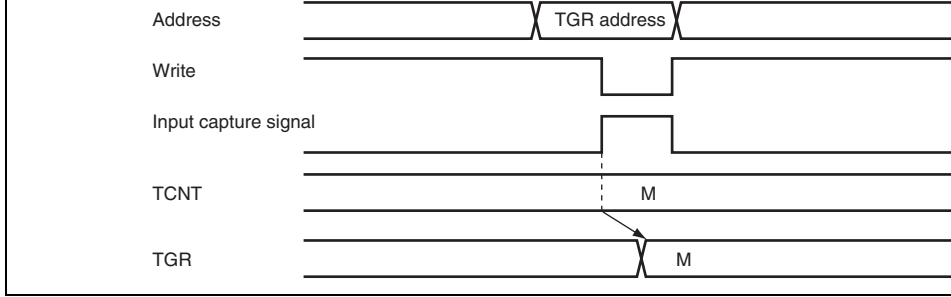 Address
TGR address
Write
Input capture signal
TCNT
M
TGR
M